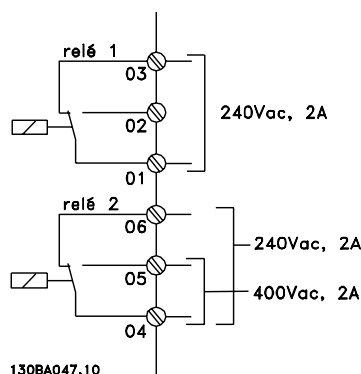 relé 1
03
02
240Vac, 2A
01
relé 2
06
240Vac, 2A
05
400Vac, 2A
04
130BA047.10